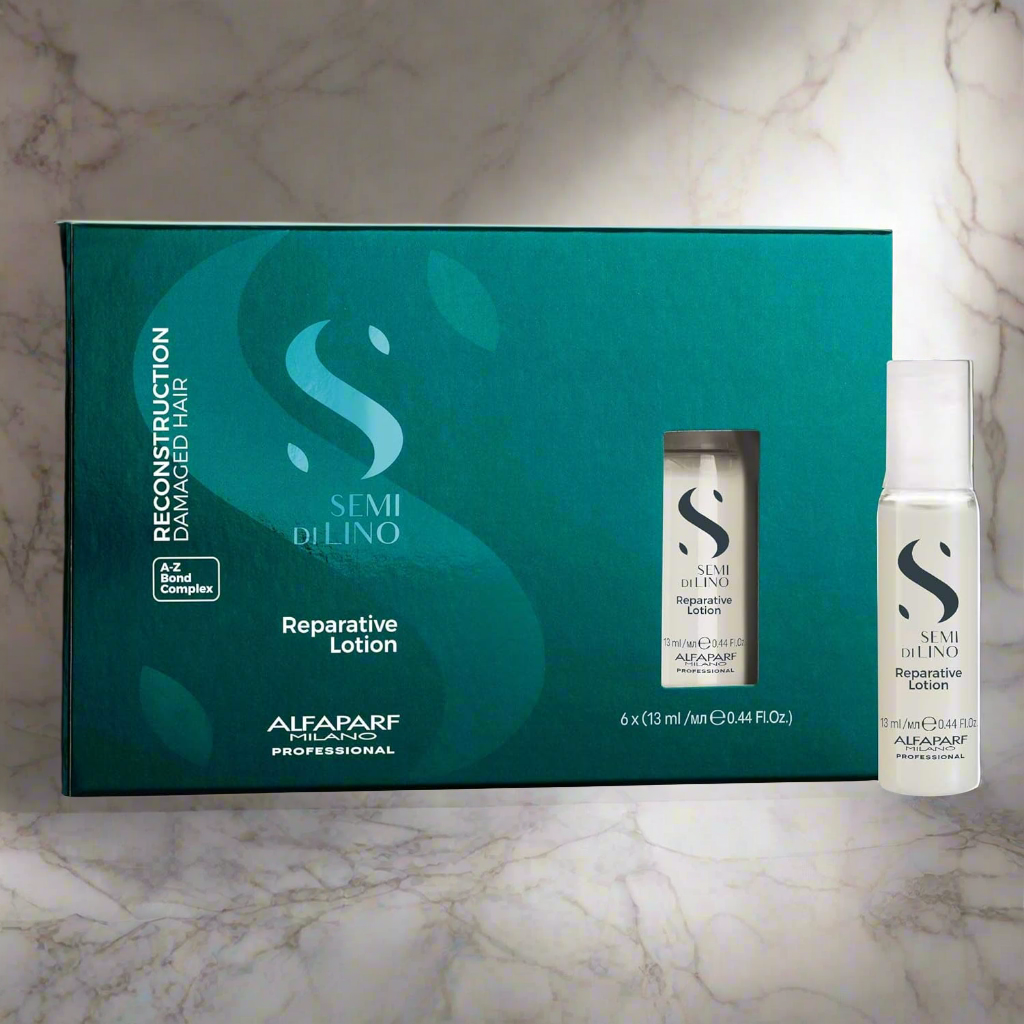 RECONSTRUCTION
DAMAGED HAIR
A-Z
Bond
Complex
SEMI
DI LINO
Reparative
Lotion
ALFAPARF
MILANO
PROFESSIONAL
SEMI
DI LINO
Reparative
Lotion
13 ml/мл ℮ 0.44 Fl.Oz.
ALFAPARF
MILANO
PROFESSIONAL
6 x (13 ml /мл ℮ 0.44 Fl.Oz.)
SEMI
DI LINO
Reparative
Lotion
13 ml/мл ℮ 0.44 Fl.Oz.
ALFAPARF
MILANO
PROFESSIONAL